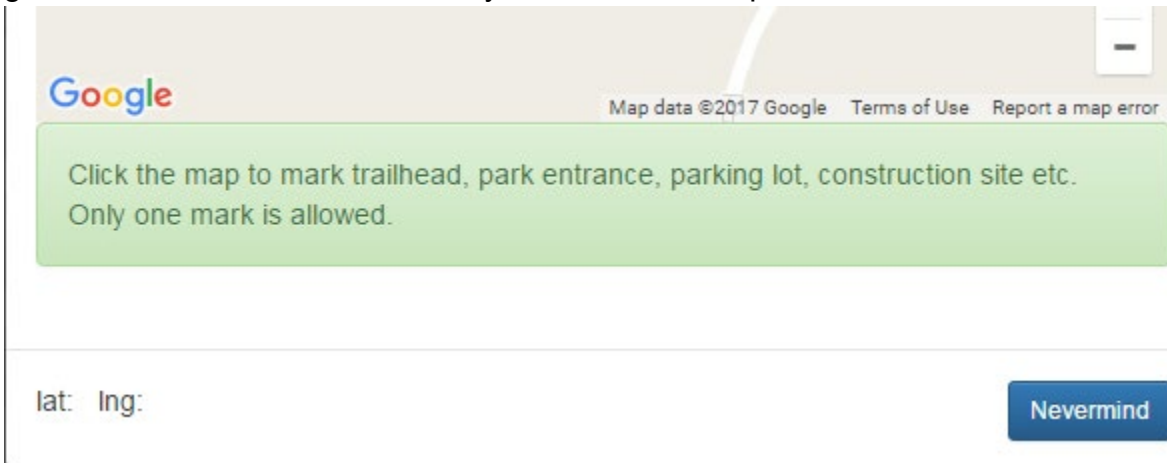 Google
Map data ©2017 Google Terms of Use Report a map error
Click the map to mark trailhead, park entrance, parking lot, construction site etc.
Only one mark is allowed.
lat: lng:
Nevermind